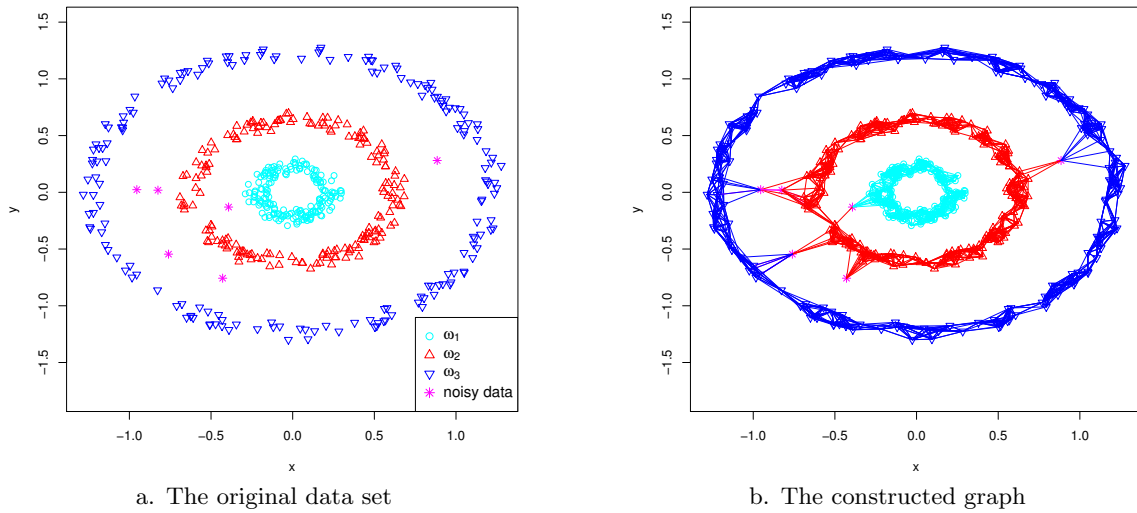 1.5
1.0
0.5
0.0
−0.5
−1.0
−1.5
y
−1.0 −0.5 0.0 0.5 1.0
x
ω1
ω2
ω3
noisy data
a. The original data set
1.5
1.0
0.5
0.0
−0.5
−1.0
−1.5
y
−1.0 −0.5 0.0 0.5 1.0
x
b. The constructed graph